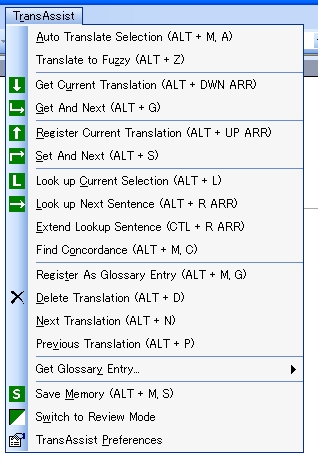 TransAssist
Auto Translate Selection (ALT + M, A)
Translate to Fuzzy (ALT + Z)
Get Current Translation (ALT + DWN ARR)
Get And Next (ALT + G)
Register Current Translation (ALT + UP ARR)
Set And Next (ALT + S)
L Look up Current Selection (ALT + L)
Look up Next Sentence (ALT + R ARR)
Extend Lookup Sentence (CTL + R ARR)
Find Concordance (ALT + M, C)
Register As Glossary Entry (ALT + M, G)
Delete Translation (ALT + D)
Next Translation (ALT + N)
Previous Translation (ALT + P)
Get Glossary Entry...
S Save Memory (ALT + M, S)
Switch to Review Mode
TransAssist Preferences